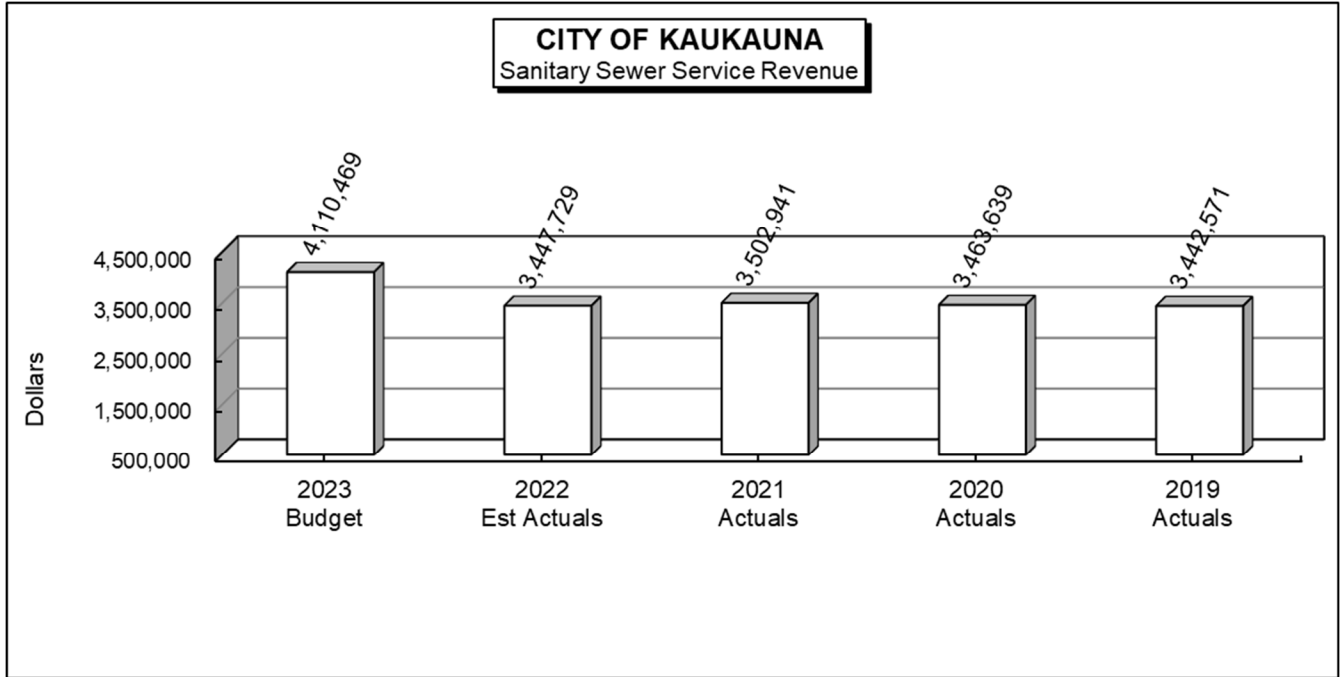 CITY OF KAUKAUNA
Sanitary Sewer Service Revenue
4,110,469
3,447,729
3,502,941
3,463,639
3,442,571
4,500,000
3,500,000
2,500,000
1,500,000
500,000
Dollars
2023
Budget
2022
Est Actuals
2021
Actuals
2020
Actuals
2019
Actuals